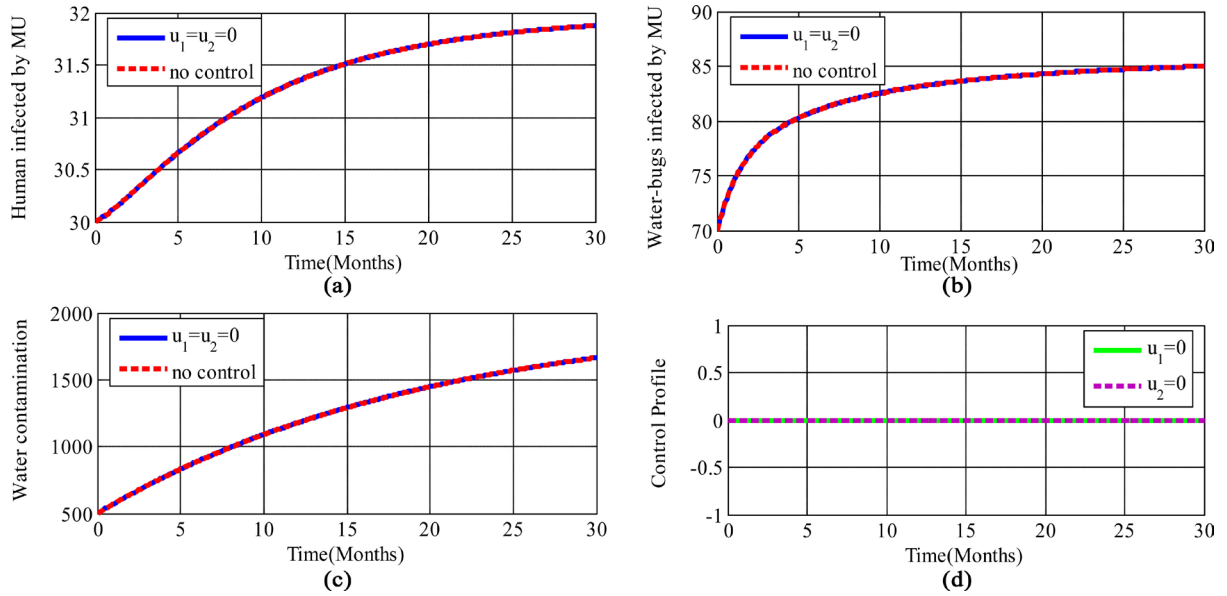 Human infected by MU
32
31.5
31
30.5
30
u1=u2=0
no control
0 5 10 15 20 25 30
Time(Months)
(a)
Water-bugs infected by MU
90
85
80
75
70
u1=u2=0
no control
0 5 10 15 20 25 30
Time(Months)
(b)
Water contamination
2000
1500
1000
500
u1=u2=0
no control
0 5 10 15 20 25 30
Time(Months)
(c)
Control Profile
1
0.5
0
-0.5
-1
u1=0
u2=0
0 5 10 15 20 25 30
Time(Months)
(d)